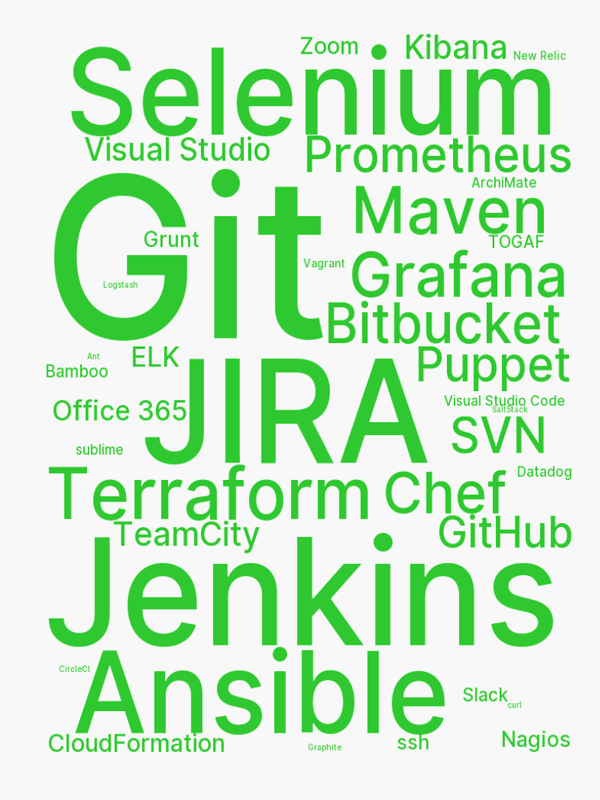 Zoom
Kibana
New Relic
Selenium
Visual Studio
Prometheus
ArchiMate
Git
Maven
Grunt
TOGAF
Vagrant
Grafana
Logstash
Bitbucket
Ant
ELK
Puppet
Bamboo
JIRA
Visual Studio Code
Office 365
SaltStack
SVN
sublime
Terraform
Chef
Datadog
TeamCity
GitHub
Jenkins
CircleCI
Ansible
Slack
curl
CloudFormation
Graphite
ssh
Nagios